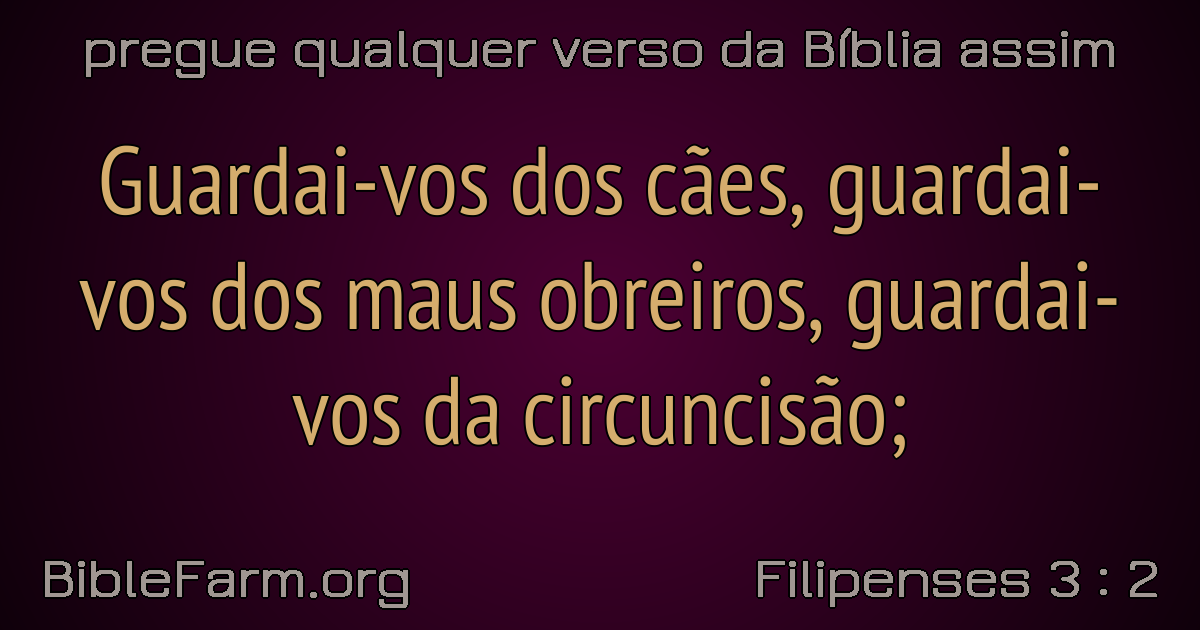 pregue qualquer verso da Bíblia assim
Guardai-vos dos cães, guardai-
vos dos maus obreiros, guardai-
vos da circuncisão;
BibleFarm.org
Filipenses 3 : 2